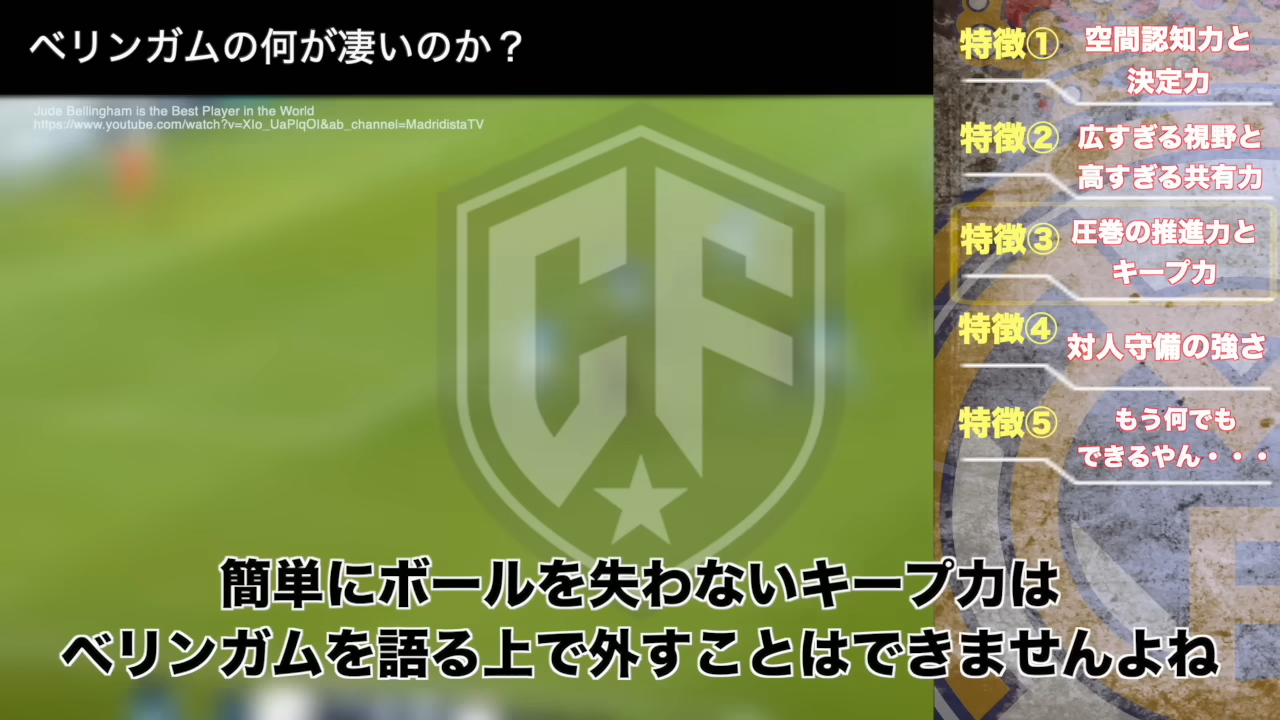 ベリンガムの何が凄いのか？
Jude Bellingham is the Best Player in the World
https://www.youtube.com/watch?v=XIo_UaPlqOI&ab_channel=MadridistaTV
CF
特徴① 空間認知力と
決定力
特徴② 広すぎる視野と
高すぎる共有力
特徴③ 圧巻の推進力と
キープ力
特徴④ 対人守備の強さ
特徴⑤ もう何でも
できるやん・・・
簡単にボールを失わないキープ力は
ベリンガムを語る上で外すことはできませんよね